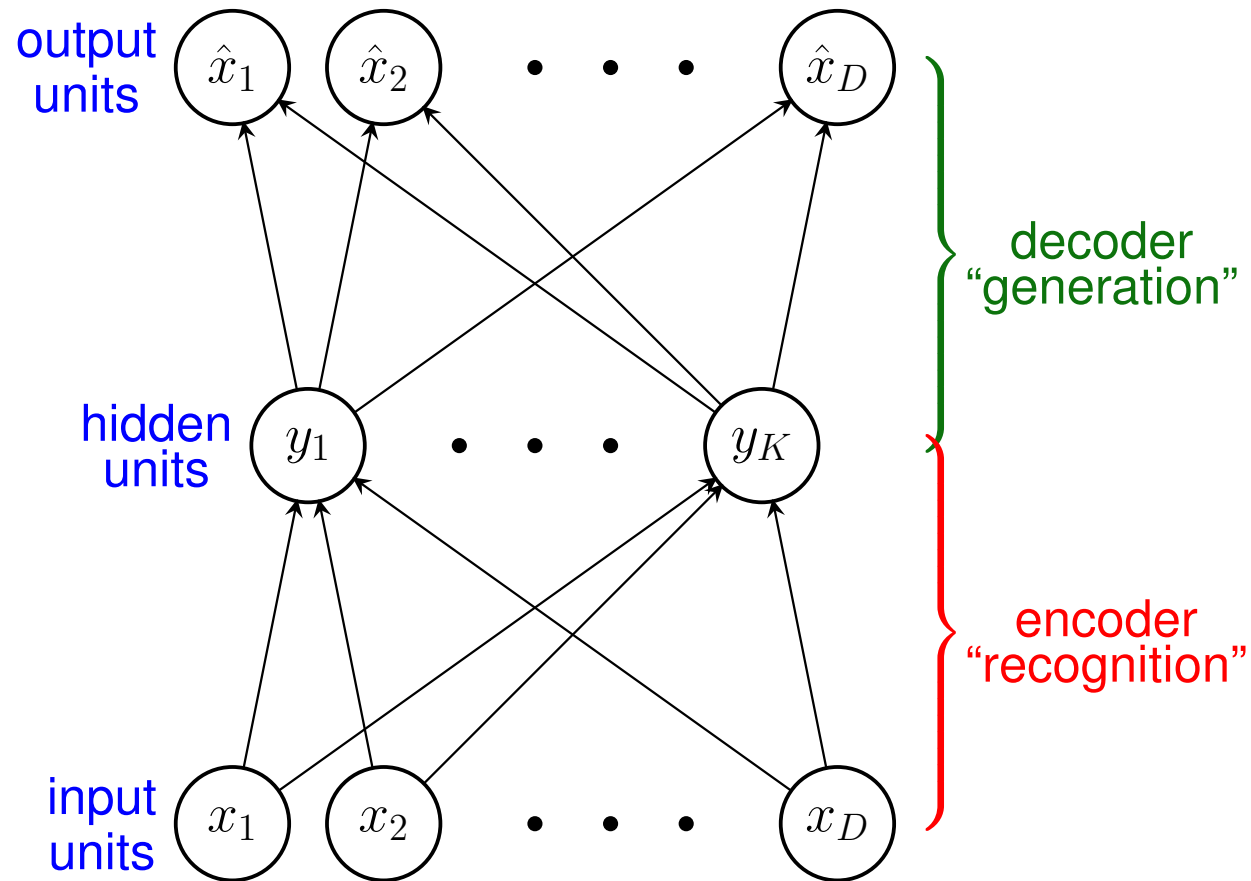 output
units
x̂₁ x̂₂ • • • x̂_D
decoder
“generation”
hidden
units
y₁ • • • y_K
encoder
“recognition”
input
units
x₁ x₂ • • • x_D